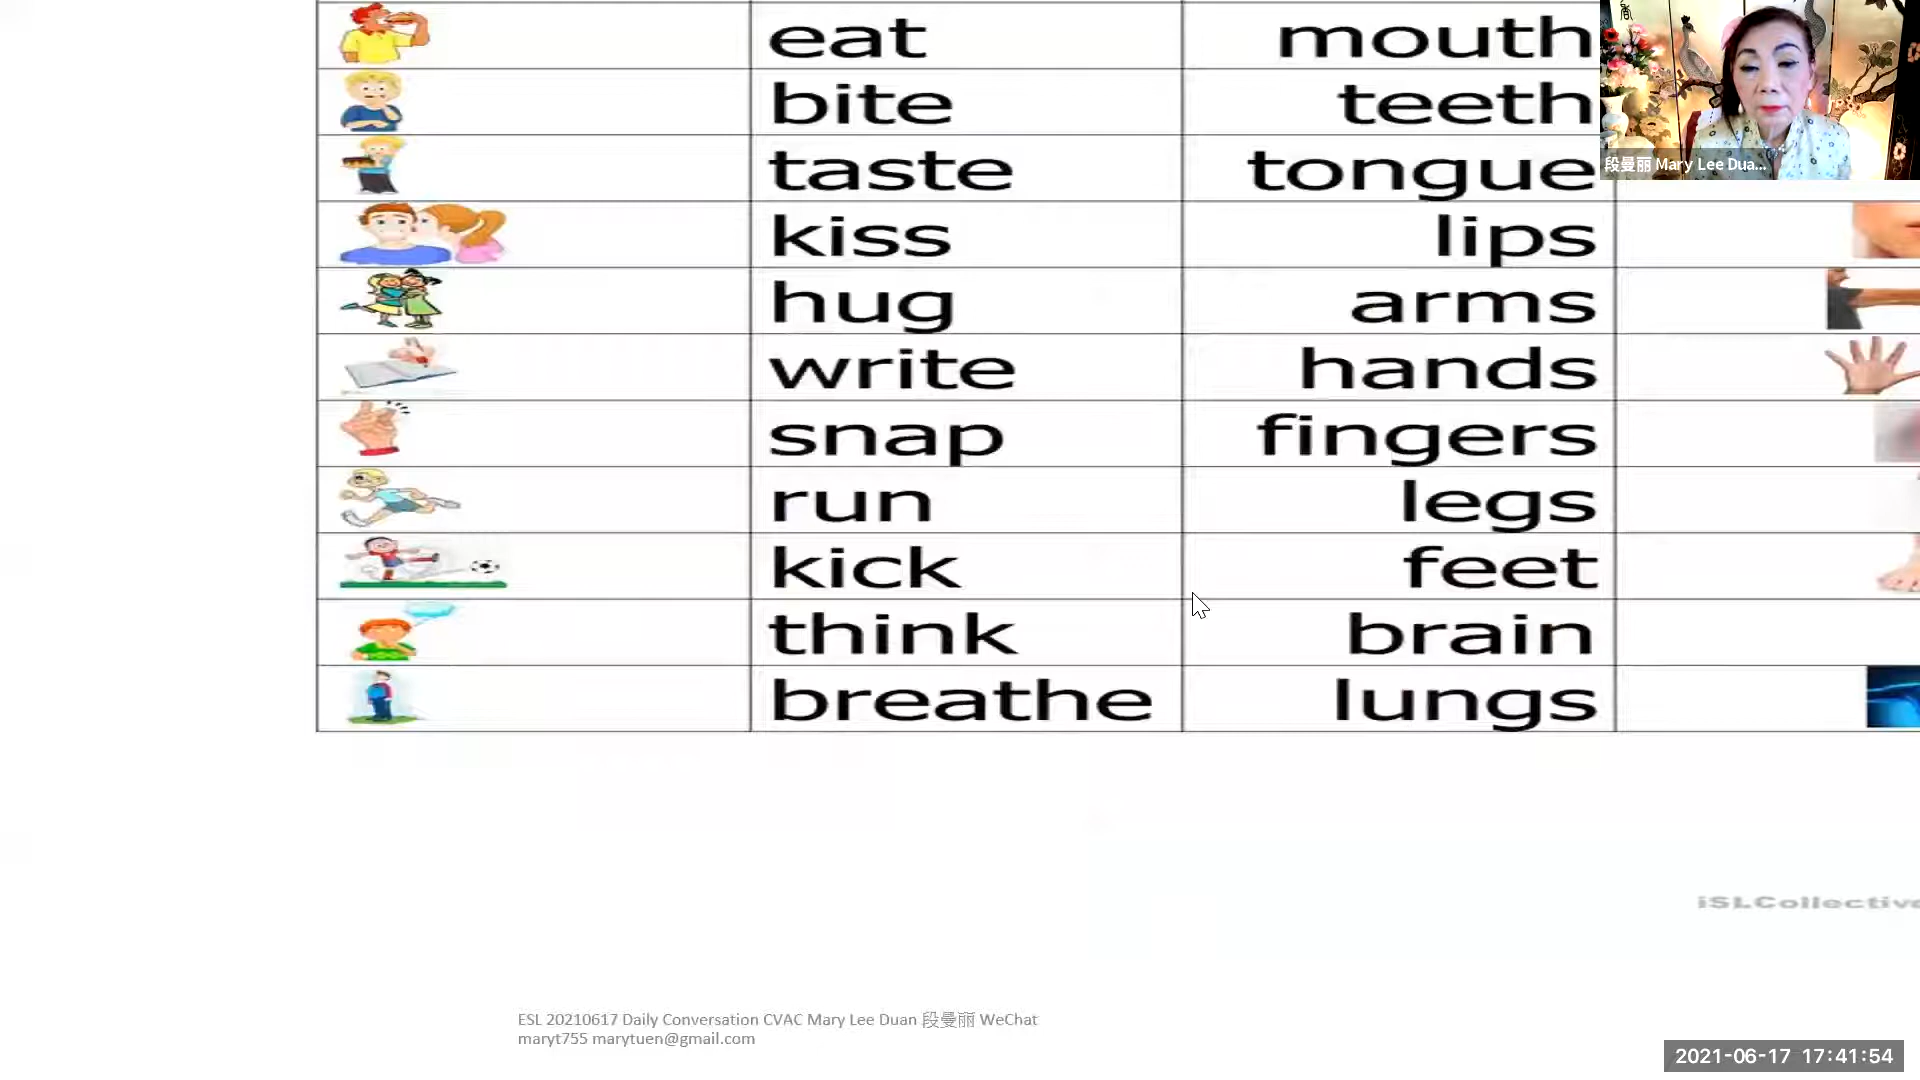 eat mouth
bite teeth
taste tongue
段曼丽 Mary Lee Dua...
kiss lips
hug arms
write hands
snap fingers
run legs
kick feet
think brain
breathe lungs
iSLCollective
ESL 20210617 Daily Conversation CVAC Mary Lee Duan 段曼丽 WeChat
maryt755 marytuen@gmail.com
2021-06-17 17:41:54